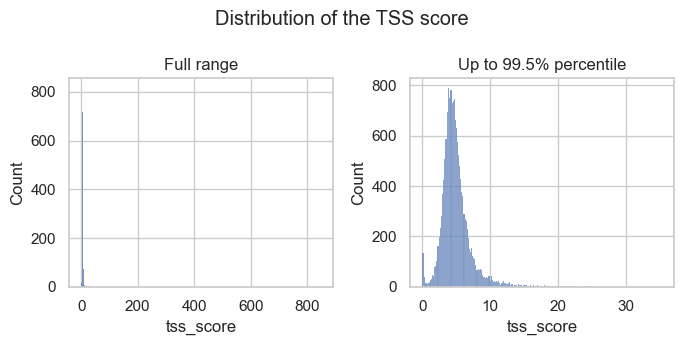 Distribution of the TSS score
Full range
Count
800
600
400
200
0
0 200 400 600 800
tss_score
Up to 99.5% percentile
Count
800
600
400
200
0
0 10 20 30
tss_score